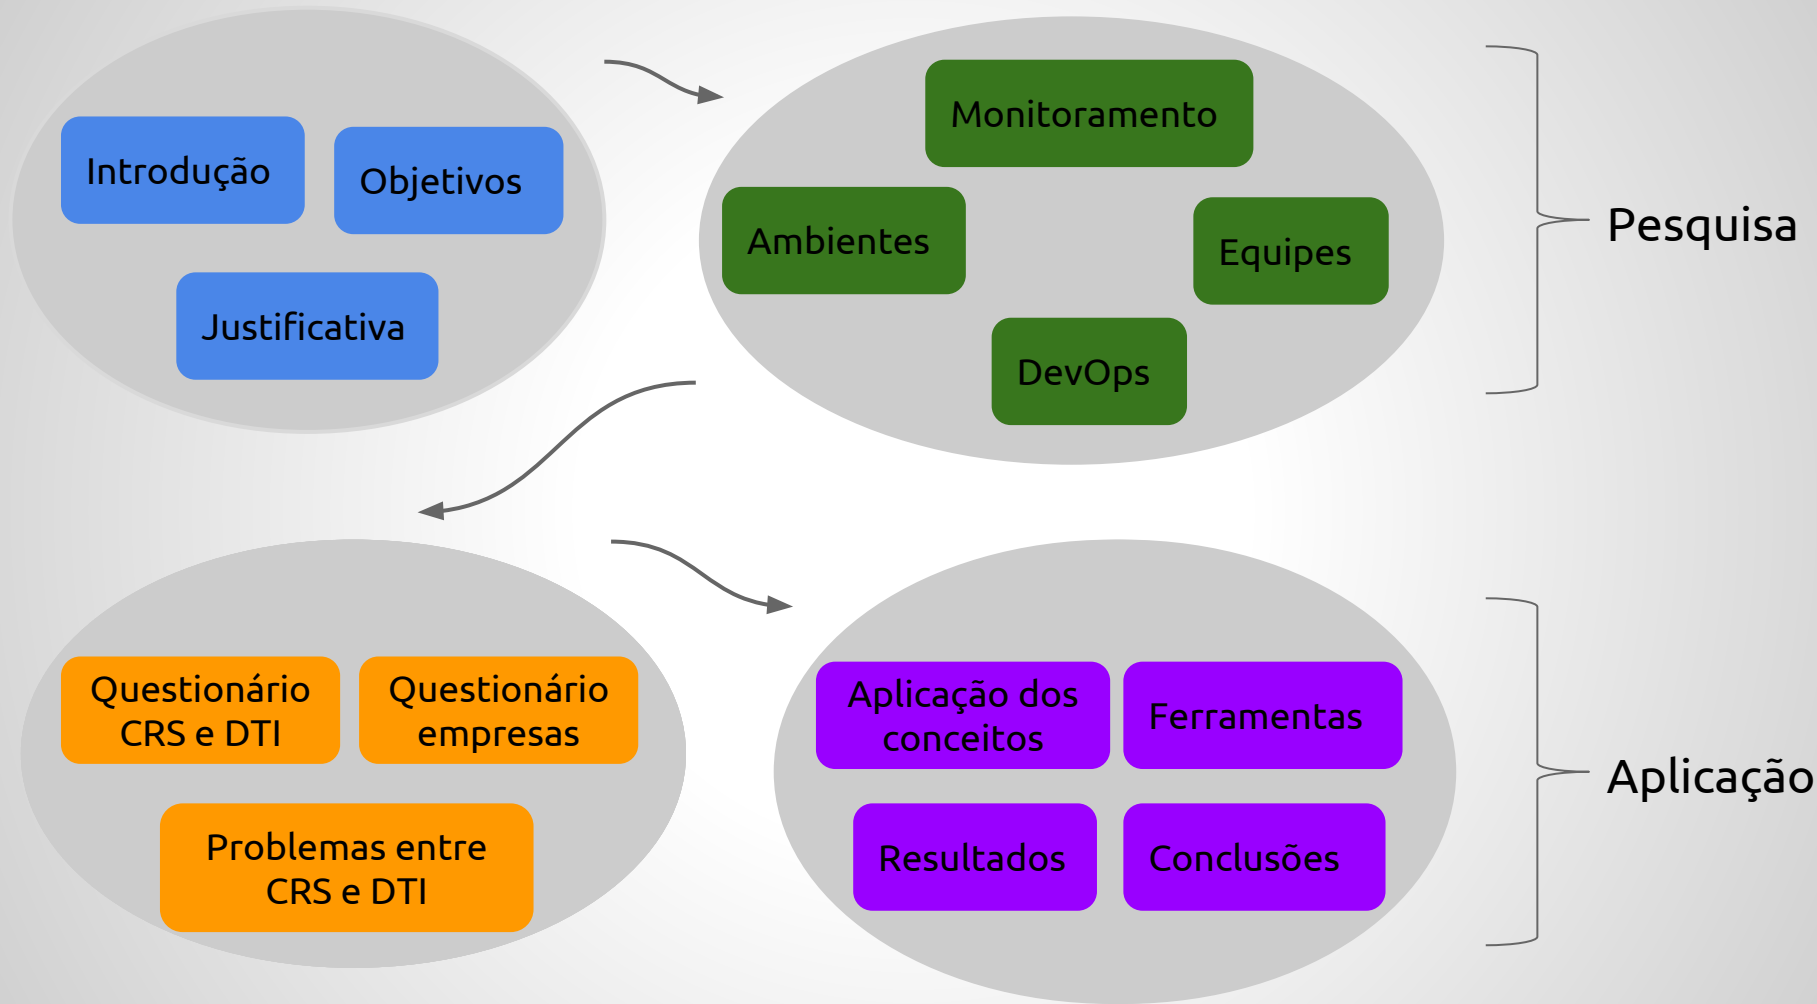 Introdução
Objetivos
Justificativa
Monitoramento
Ambientes
Equipes
DevOps
Pesquisa
Questionário
CRS e DTI
Questionário
empresas
Problemas entre
CRS e DTI
Aplicação dos
conceitos
Ferramentas
Resultados
Conclusões
Aplicação